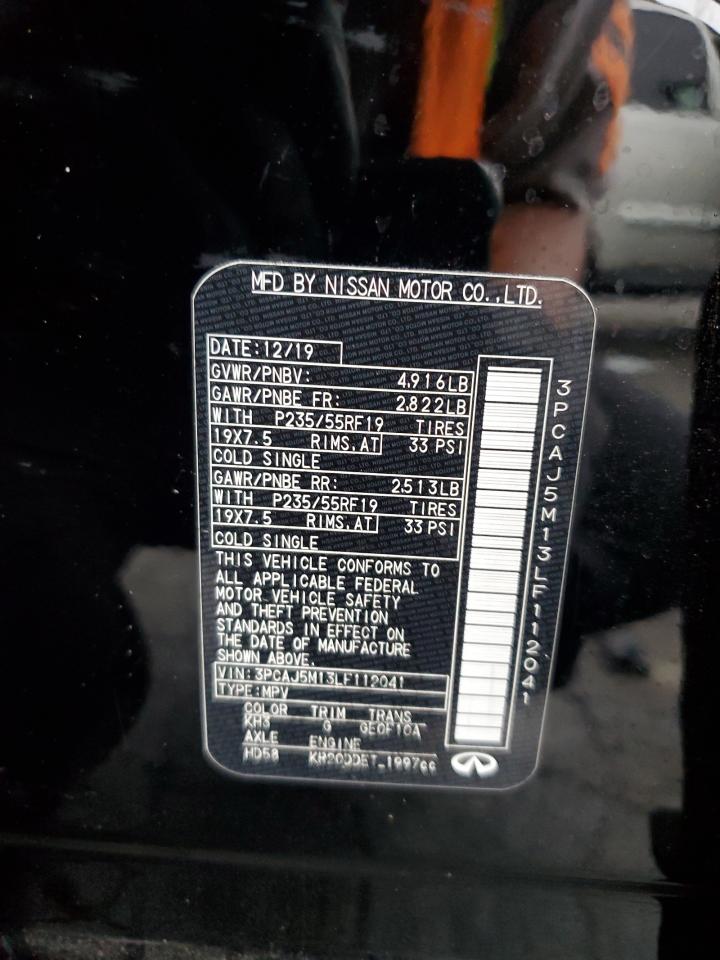 MFD BY NISSAN MOTOR CO.,LTD.
DATE:12/19
GVWR/PNBV: 4,916LB
GAWR/PNBE FR: 2,822LB
WITH P235/55RF19 TIRES
19X7.5 RIMS,AT 33 PSI
COLD SINGLE
GAWR/PNBE RR: 2,513LB
WITH P235/55RF19 TIRES
19X7.5 RIMS,AT 33 PSI
COLD SINGLE
THIS VEHICLE CONFORMS TO
ALL APPLICABLE FEDERAL
MOTOR VEHICLE SAFETY
AND THEFT PREVENTION
STANDARDS IN EFFECT ON
THE DATE OF MANUFACTURE
SHOWN ABOVE.
VIN:3PCAJ5M13LF112041
TYPE:MPV
COLOR TRIM TRANS
KH3 G GE0F10A
AXLE ENGINE
HD58 KR20DDET 1997cc
3PCAJ5M13LF112041